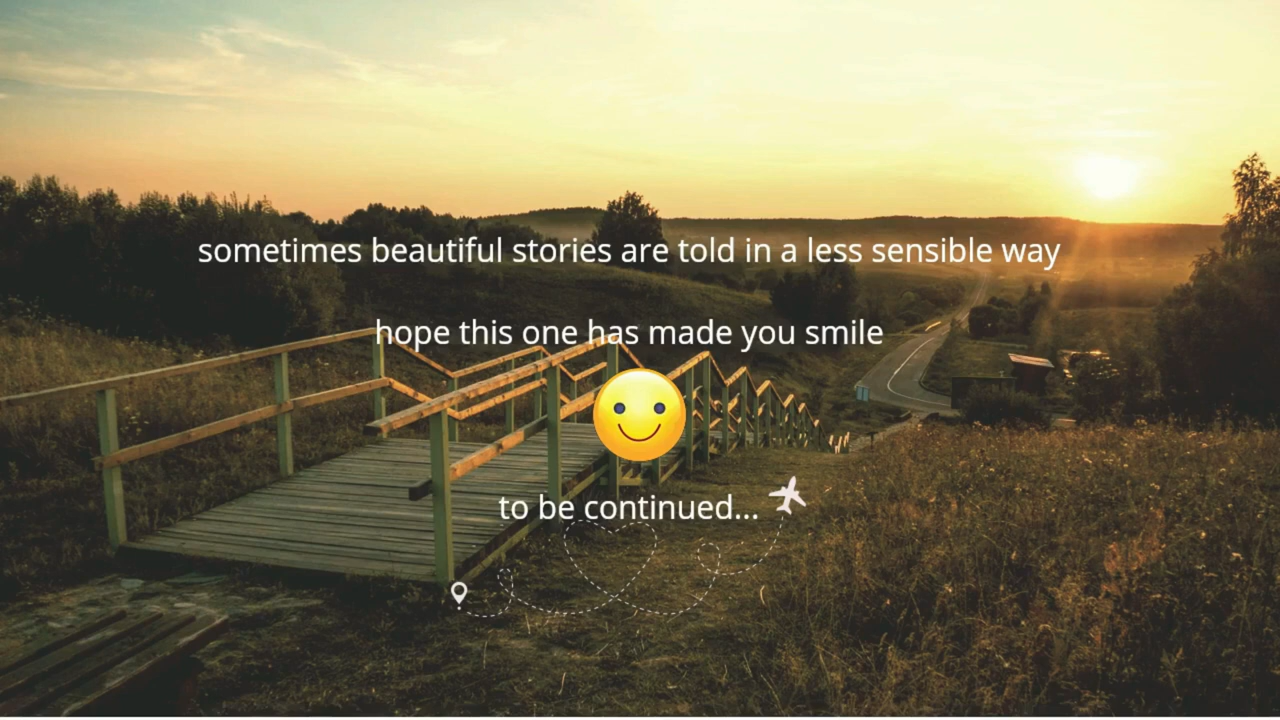 sometimes beautiful stories are told in a less sensible way
hope this one has made you smile
to be continued...